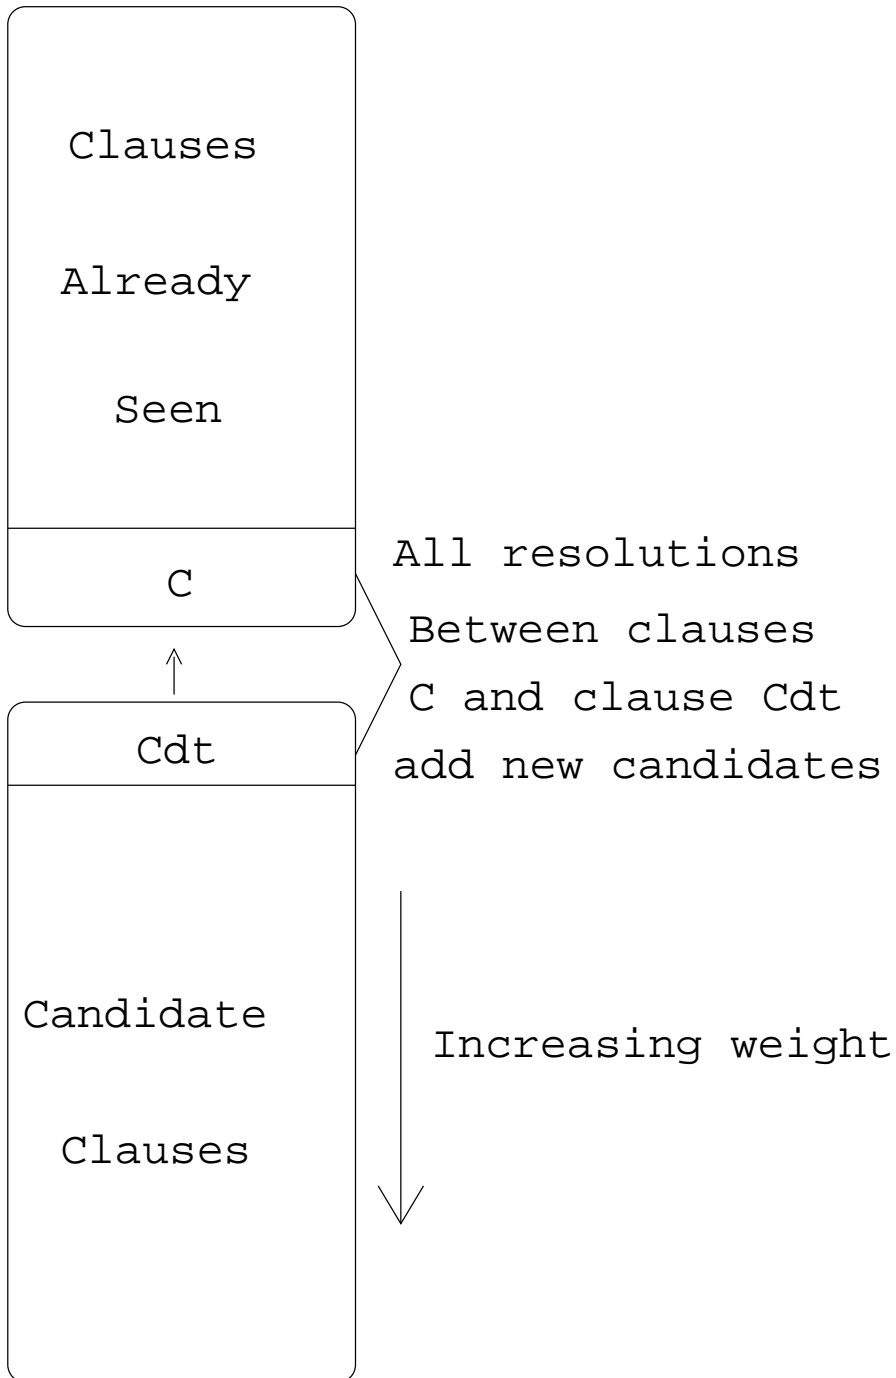 Clauses
Already
Seen
C
All resolutions
Between clauses
C and clause Cdt
add new candidates
Cdt
Candidate
Clauses
Increasing weight